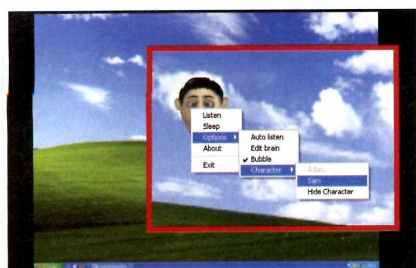 Listen
Sleep
Options
About
Exit
Auto listen
Edit brain
Bubble
Character
Sam
Hide Character